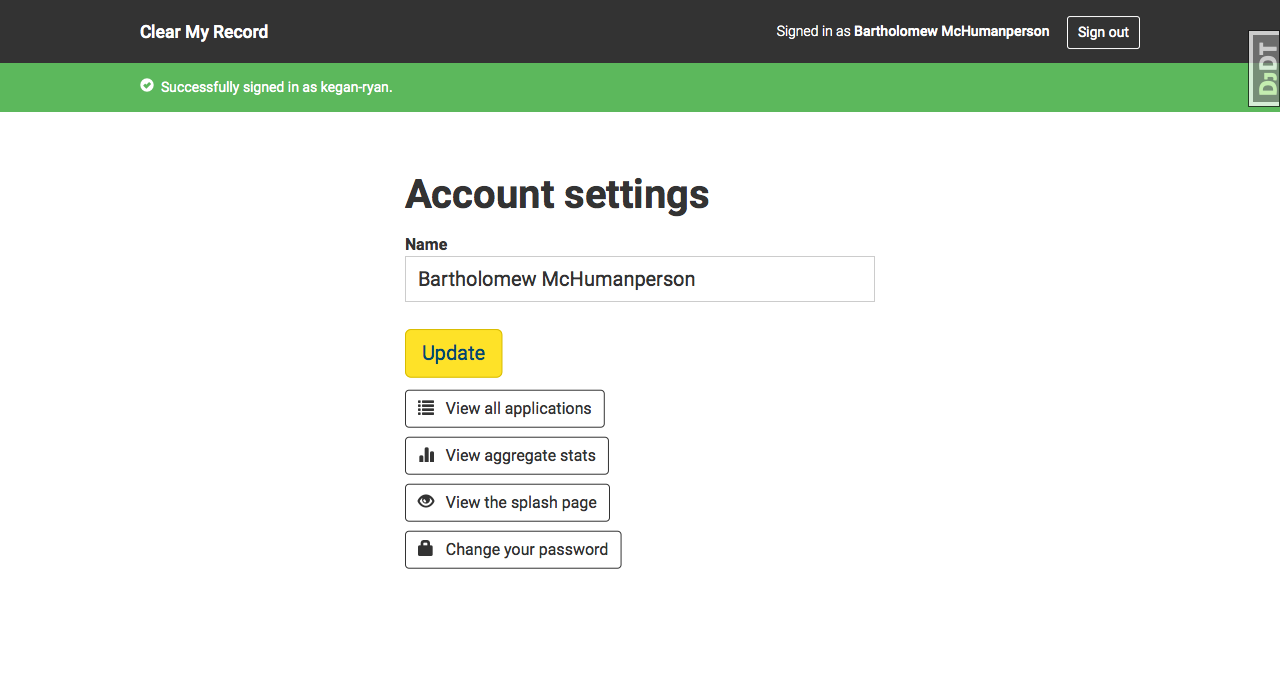 Clear My Record
Signed in as Bartholomew McHumanperson
Sign out
Successfully signed in as kegan-ryan.
DJDT
Account settings
Name
Bartholomew McHumanperson
Update
View all applications
View aggregate stats
View the splash page
Change your password